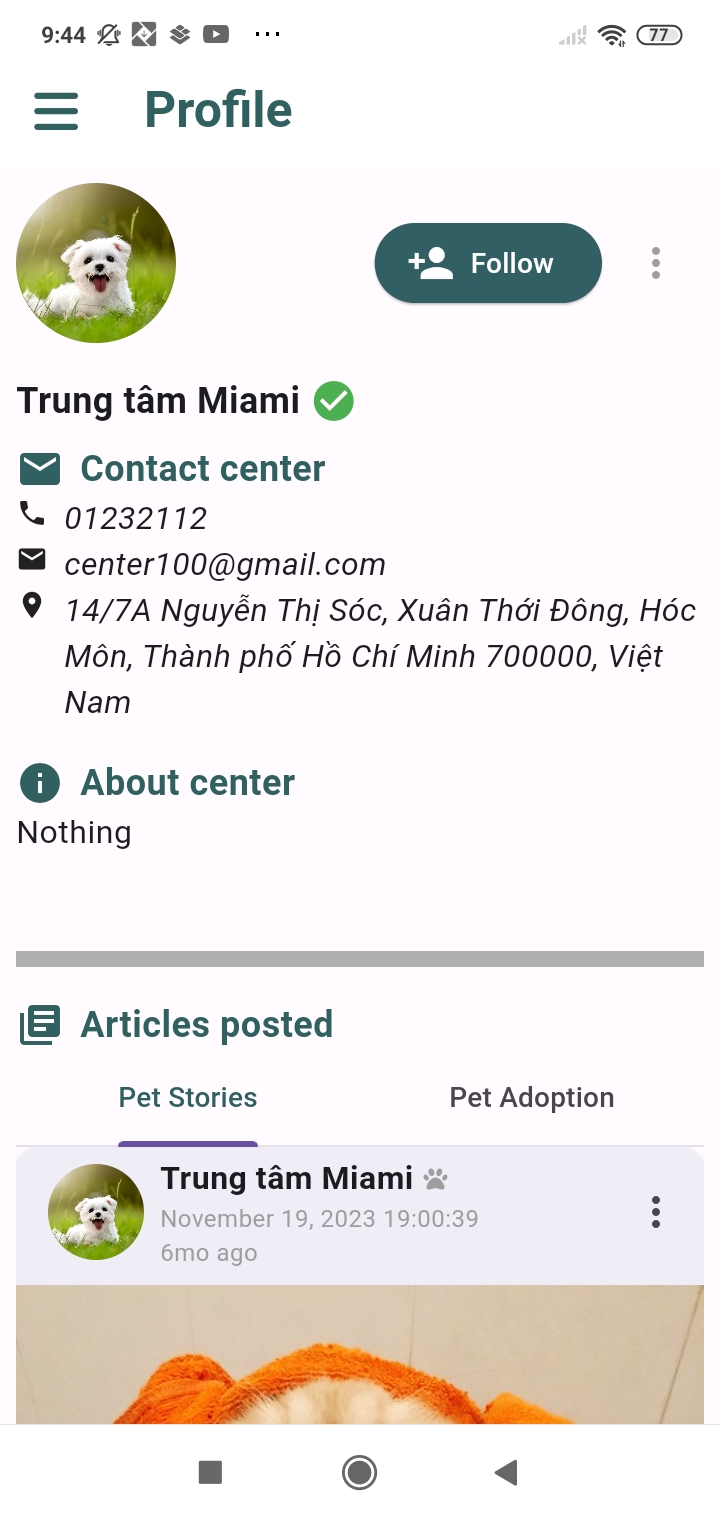 9:44
77
Profile
Follow
Trung tâm Miami
Contact center
01232112
center100@gmail.com
14/7A Nguyễn Thị Sóc, Xuân Thới Đông, Hóc
Môn, Thành phố Hồ Chí Minh 700000, Việt
Nam
About center
Nothing
Articles posted
Pet Stories
Pet Adoption
Trung tâm Miami
November 19, 2023 19:00:39
6mo ago